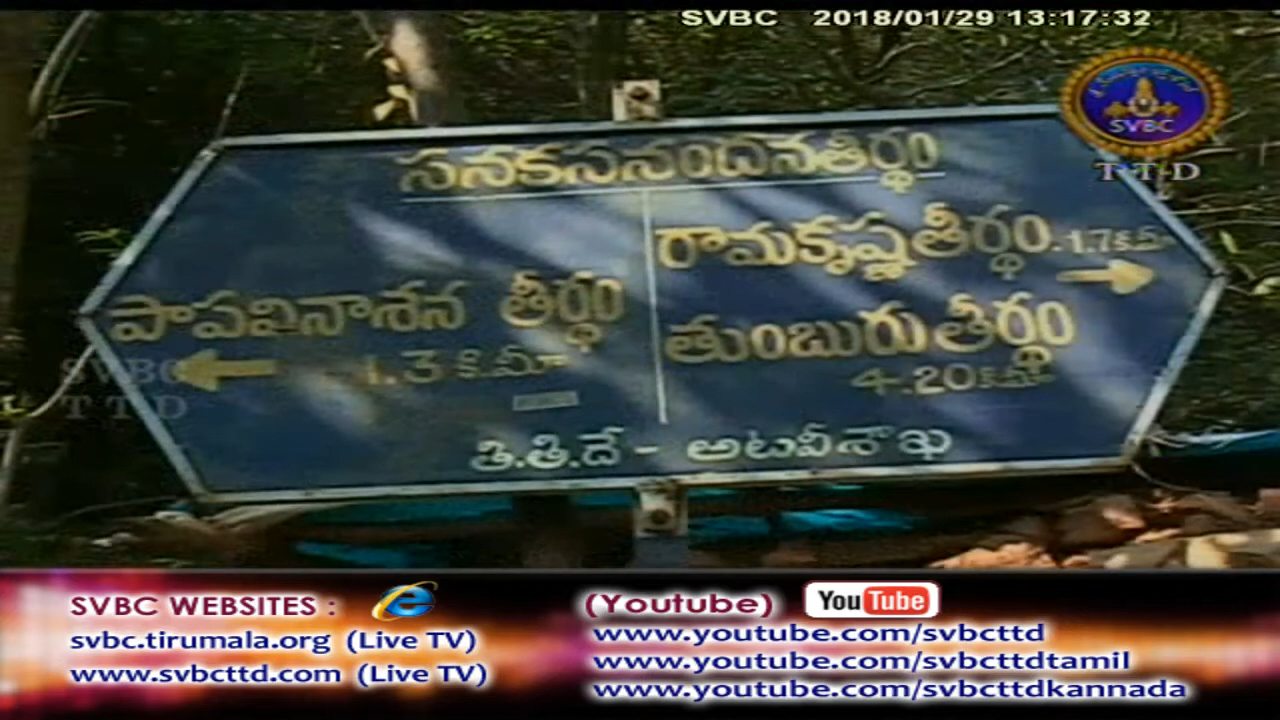 SVBC 2018/01/29 13:17:32
SVBC
T T D
సనకసనందనతీర్థం
రామకృష్ణతీర్థం. 1.7కి.మీ
పాపవినాశన తీర్థం
తుంబురుతీర్థం
SVBC
T T D
1.3 కి.మీ
4.20కి.మీ
తి.తి.దే - అటవీశాఖ
SVBC WEBSITES :
svbc.tirumala.org (Live TV)
www.svbcttd.com (Live TV)
(Youtube) YouTube
www.youtube.com/svbcttd
www.youtube.com/svbcttdtamil
www.youtube.com/svbcttdkannada